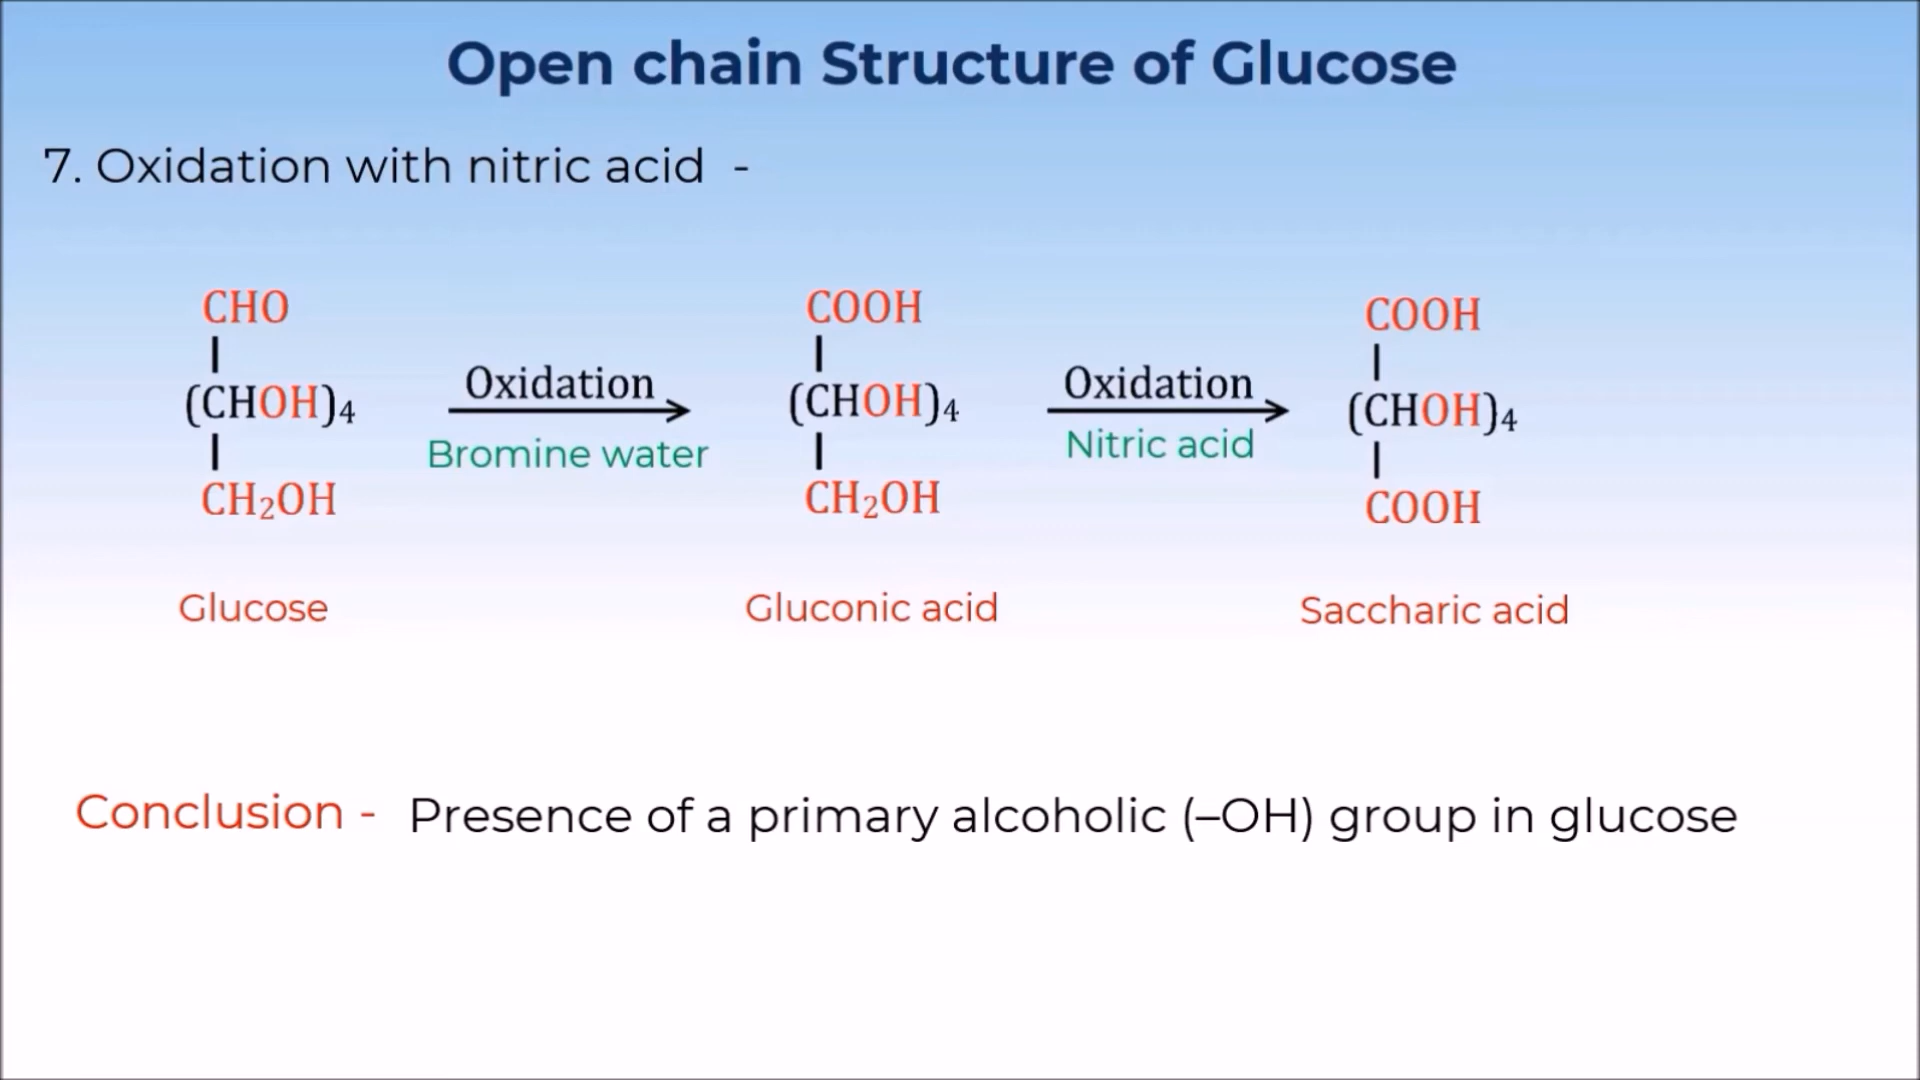 Open chain Structure of Glucose
7. Oxidation with nitric acid -
CHO
(CHOH)₄
CH₂OH
Glucose
Oxidation
Bromine water
COOH
(CHOH)₄
CH₂OH
Gluconic acid
Oxidation
Nitric acid
COOH
(CHOH)₄
COOH
Saccharic acid
Conclusion - Presence of a primary alcoholic (–OH) group in glucose